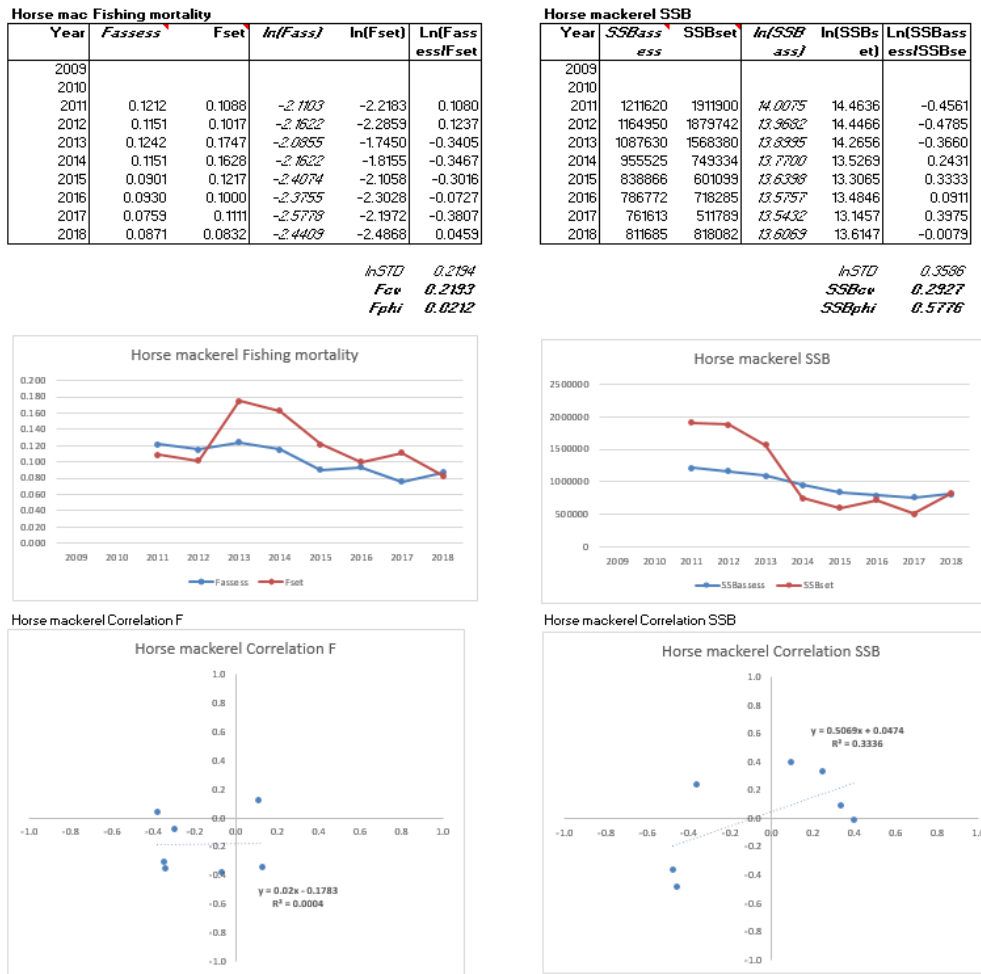 Horse mac Fishing mortality
Year Fassess Fset ln(Fass) ln(Fset) Ln(Fass
ess/Fset
2009
2010
2011 0.1212 0.1088 -2.1103 -2.2183 0.1080
2012 0.1151 0.1017 -2.1622 -2.2859 0.1237
2013 0.1242 0.1747 -2.0855 -1.7450 -0.3405
2014 0.1151 0.1628 -2.1622 -1.8155 -0.3467
2015 0.0901 0.1217 -2.4074 -2.1058 -0.3016
2016 0.0930 0.1000 -2.3755 -2.3028 -0.0727
2017 0.0759 0.1111 -2.5778 -2.1972 -0.3807
2018 0.0871 0.0832 -2.4409 -2.4868 0.0459
lnSTD 0.2194
Fcv 0.2193
Fphi 0.0212
Horse mackerel SSB
Year SSBass SSBset ln(SSB ln(SSBs Ln(SSBass
ess ass) et) ess/SSBse
2009
2010
2011 1211620 1911900 14.0075 14.4636 -0.4561
2012 1164950 1879742 13.9682 14.4466 -0.4785
2013 1087630 1568380 13.8995 14.2656 -0.3660
2014 955525 749334 13.7700 13.5269 0.2431
2015 838866 601099 13.6398 13.3065 0.3333
2016 786772 718285 13.5757 13.4846 0.0911
2017 761613 511789 13.5432 13.1457 0.3975
2018 811685 818082 13.6069 13.6147 -0.0079
lnSTD 0.3586
SSBcv 0.2927
SSBphi 0.5776
Horse mackerel Fishing mortality
0.200
0.180
0.160
0.140
0.120
0.100
0.080
0.060
0.040
0.020
0.000
2009 2010 2011 2012 2013 2014 2015 2016 2017 2018
Fassess Fset
Horse mackerel SSB
2500000
2000000
1500000
1000000
500000
0
2009 2010 2011 2012 2013 2014 2015 2016 2017 2018
SSBassess SSBset
Horse mackerel Correlation F
Horse mackerel Correlation F
1.0
0.8
0.6
0.4
0.2
-1.0 -0.8 -0.6 -0.4 -0.2 0.0 0.2 0.4 0.6 0.8 1.0
-0.2
-0.4
-0.6
-0.8
-1.0
y = 0.02x - 0.1783
R² = 0.0004
Horse mackerel Correlation SSB
Horse mackerel Correlation SSB
1.0
0.8
0.6
0.4
0.2
-1.0 -0.8 -0.6 -0.4 -0.2 0.0 0.2 0.4 0.6 0.8 1.0
-0.2
-0.4
-0.6
-0.8
-1.0
y = 0.5069x + 0.0474
R² = 0.3336